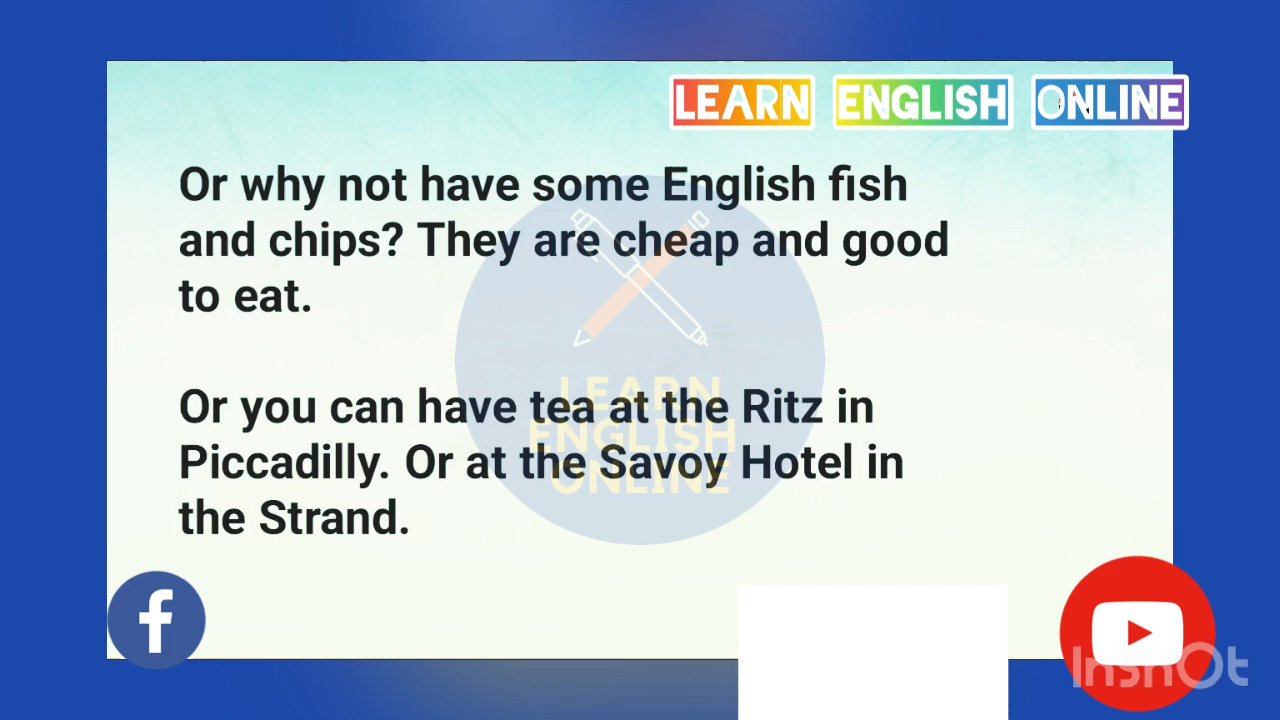 LEARN ENGLISH ONLINE
Or why not have some English fish
and chips? They are cheap and good
to eat.
Or you can have tea at the Ritz in
Piccadilly. Or at the Savoy Hotel in
the Strand.
LEARN
ENGLISH
ONLINE
InShOt